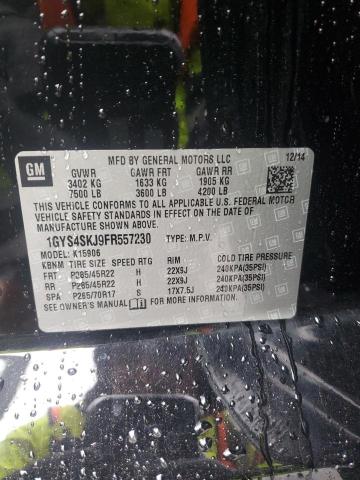 GM
MFD BY GENERAL MOTORS LLC 12/14
GVWR GAWR FRT GAWR RR
3402 KG 1633 KG 1905 KG
7500 LB 3600 LB 4200 LB
THIS VEHICLE CONFORMS TO ALL APPLICABLE U.S. FEDERAL MOTOR
VEHICLE SAFETY STANDARDS IN EFFECT ON THE DATE OF
MANUFACTURE SHOWN ABOVE.
1GYS4SKJ9FR557230 TYPE: M.P.V.
MODEL: K15906
KBNM TIRE SIZE SPEED RTG RIM COLD TIRE PRESSURE
FRT P285/45R22 H 22X9J 240KPA(35PSI)
RR P285/45R22 H 22X9J 240KPA(35PSI)
SPA P265/70R17 S 17X7.5J 240KPA(35PSI)
SEE OWNER'S MANUAL FOR MORE INFORMATION.